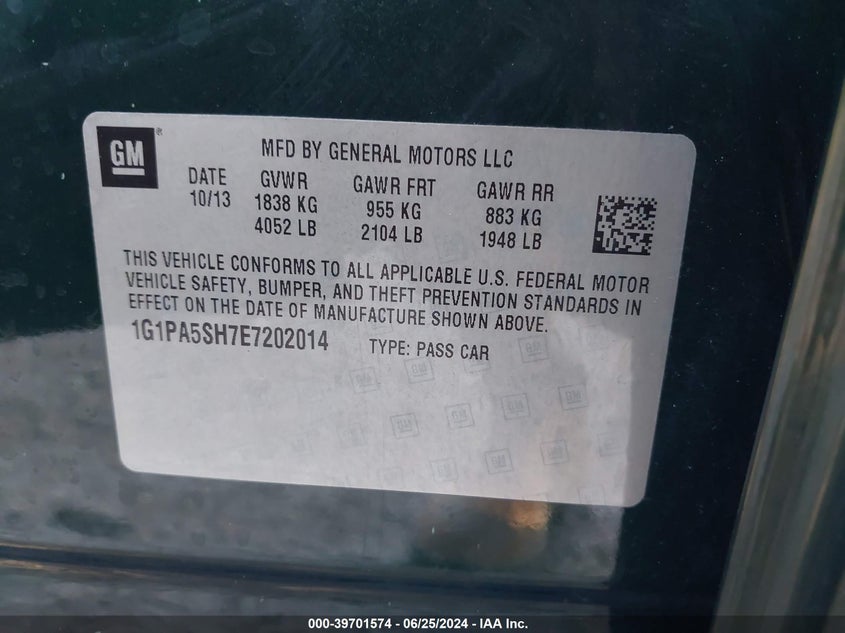 GM
MFD BY GENERAL MOTORS LLC
DATE GVWR GAWR FRT GAWR RR
10/13 1838 KG 955 KG 883 KG
4052 LB 2104 LB 1948 LB
THIS VEHICLE CONFORMS TO ALL APPLICABLE U.S. FEDERAL MOTOR
VEHICLE SAFETY, BUMPER, AND THEFT PREVENTION STANDARDS IN
EFFECT ON THE DATE OF MANUFACTURE SHOWN ABOVE.
1G1PA5SH7E7202014 TYPE: PASS CAR
000-39701574 / 06/25/2024 - IAA Inc.